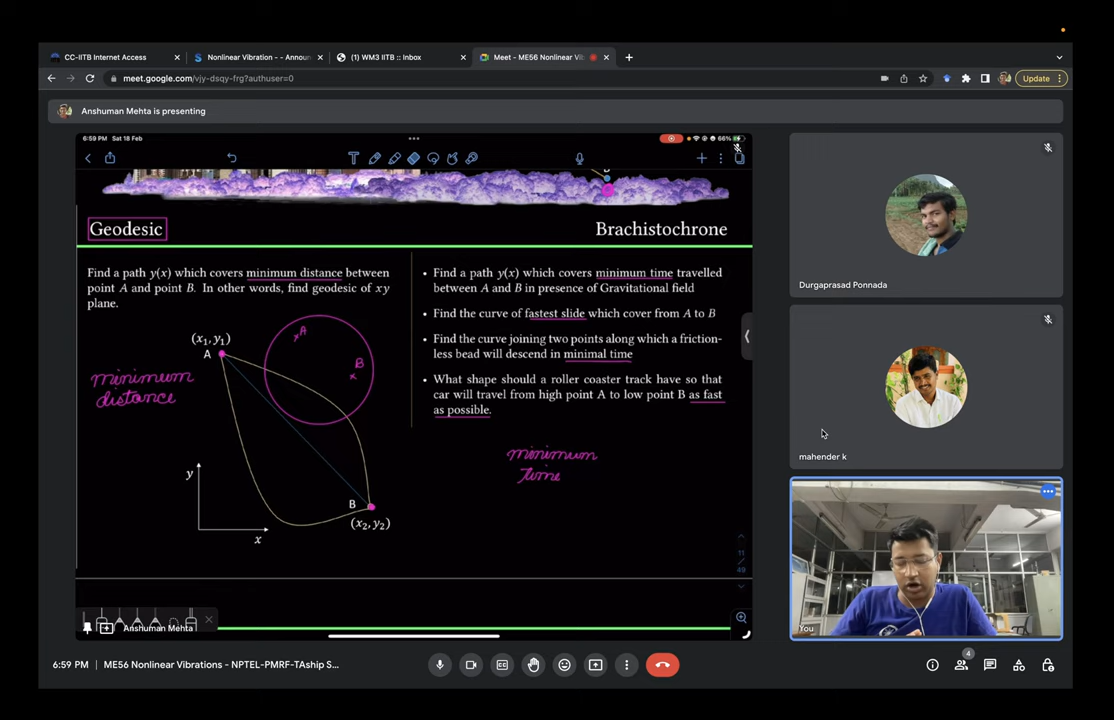 CC-IITB Internet Access
Nonlinear Vibration - - Announ
(1) WM3 IITB :: Inbox
Meet - ME56 Nonlinear Vib
meet.google.com/vjy-dsqy-frg?authuser=0
Update
Anshuman Mehta is presenting
6:59 PM Sat 18 Feb
66%
B
Geodesic
Brachistochrone
Find a path y(x) which covers minimum distance between
point A and point B. In other words, find geodesic of xy
plane.
(x₁, y₁)
A
A
B
minimum
distance
y
x
B
(x₂, y₂)
• Find a path y(x) which covers minimum time travelled
between A and B in presence of Gravitational field
• Find the curve of fastest slide which cover from A to B
• Find the curve joining two points along which a friction-
less bead will descend in minimal time
• What shape should a roller coaster track have so that
car will travel from high point A to low point B as fast
as possible.
minimum
time
11
/
49
Anshuman Mehta
Durgaprasad Ponnada
mahender k
You
6:59 PM | ME56 Nonlinear Vibrations - NPTEL-PMRF-TAship S...
4